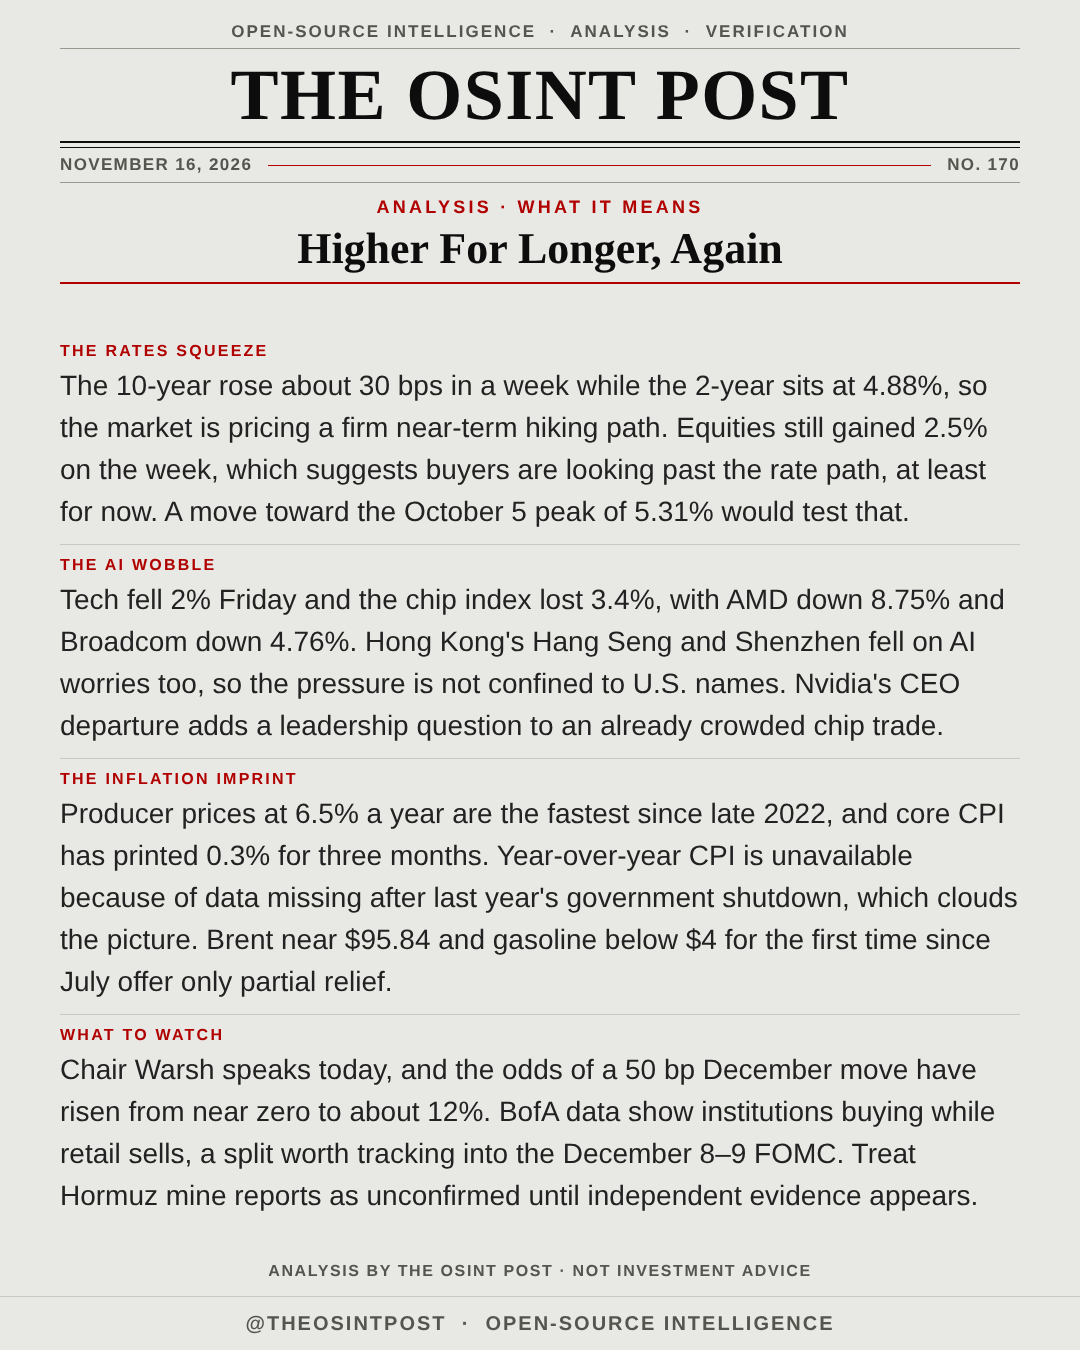 OPEN-SOURCE INTELLIGENCE · ANALYSIS · VERIFICATION
THE OSINT POST
NOVEMBER 16, 2026
NO. 170
ANALYSIS · WHAT IT MEANS
Higher For Longer, Again
THE RATES SQUEEZE
The 10-year rose about 30 bps in a week while the 2-year sits at 4.88%, so
the market is pricing a firm near-term hiking path. Equities still gained 2.5%
on the week, which suggests buyers are looking past the rate path, at least
for now. A move toward the October 5 peak of 5.31% would test that.
THE AI WOBBLE
Tech fell 2% Friday and the chip index lost 3.4%, with AMD down 8.75% and
Broadcom down 4.76%. Hong Kong's Hang Seng and Shenzhen fell on AI
worries too, so the pressure is not confined to U.S. names. Nvidia's CEO
departure adds a leadership question to an already crowded chip trade.
THE INFLATION IMPRINT
Producer prices at 6.5% a year are the fastest since late 2022, and core CPI
has printed 0.3% for three months. Year-over-year CPI is unavailable
because of data missing after last year's government shutdown, which clouds
the picture. Brent near $95.84 and gasoline below $4 for the first time since
July offer only partial relief.
WHAT TO WATCH
Chair Warsh speaks today, and the odds of a 50 bp December move have
risen from near zero to about 12%. BofA data show institutions buying while
retail sells, a split worth tracking into the December 8–9 FOMC. Treat
Hormuz mine reports as unconfirmed until independent evidence appears.
ANALYSIS BY THE OSINT POST · NOT INVESTMENT ADVICE
@THEOSINTPOST · OPEN-SOURCE INTELLIGENCE